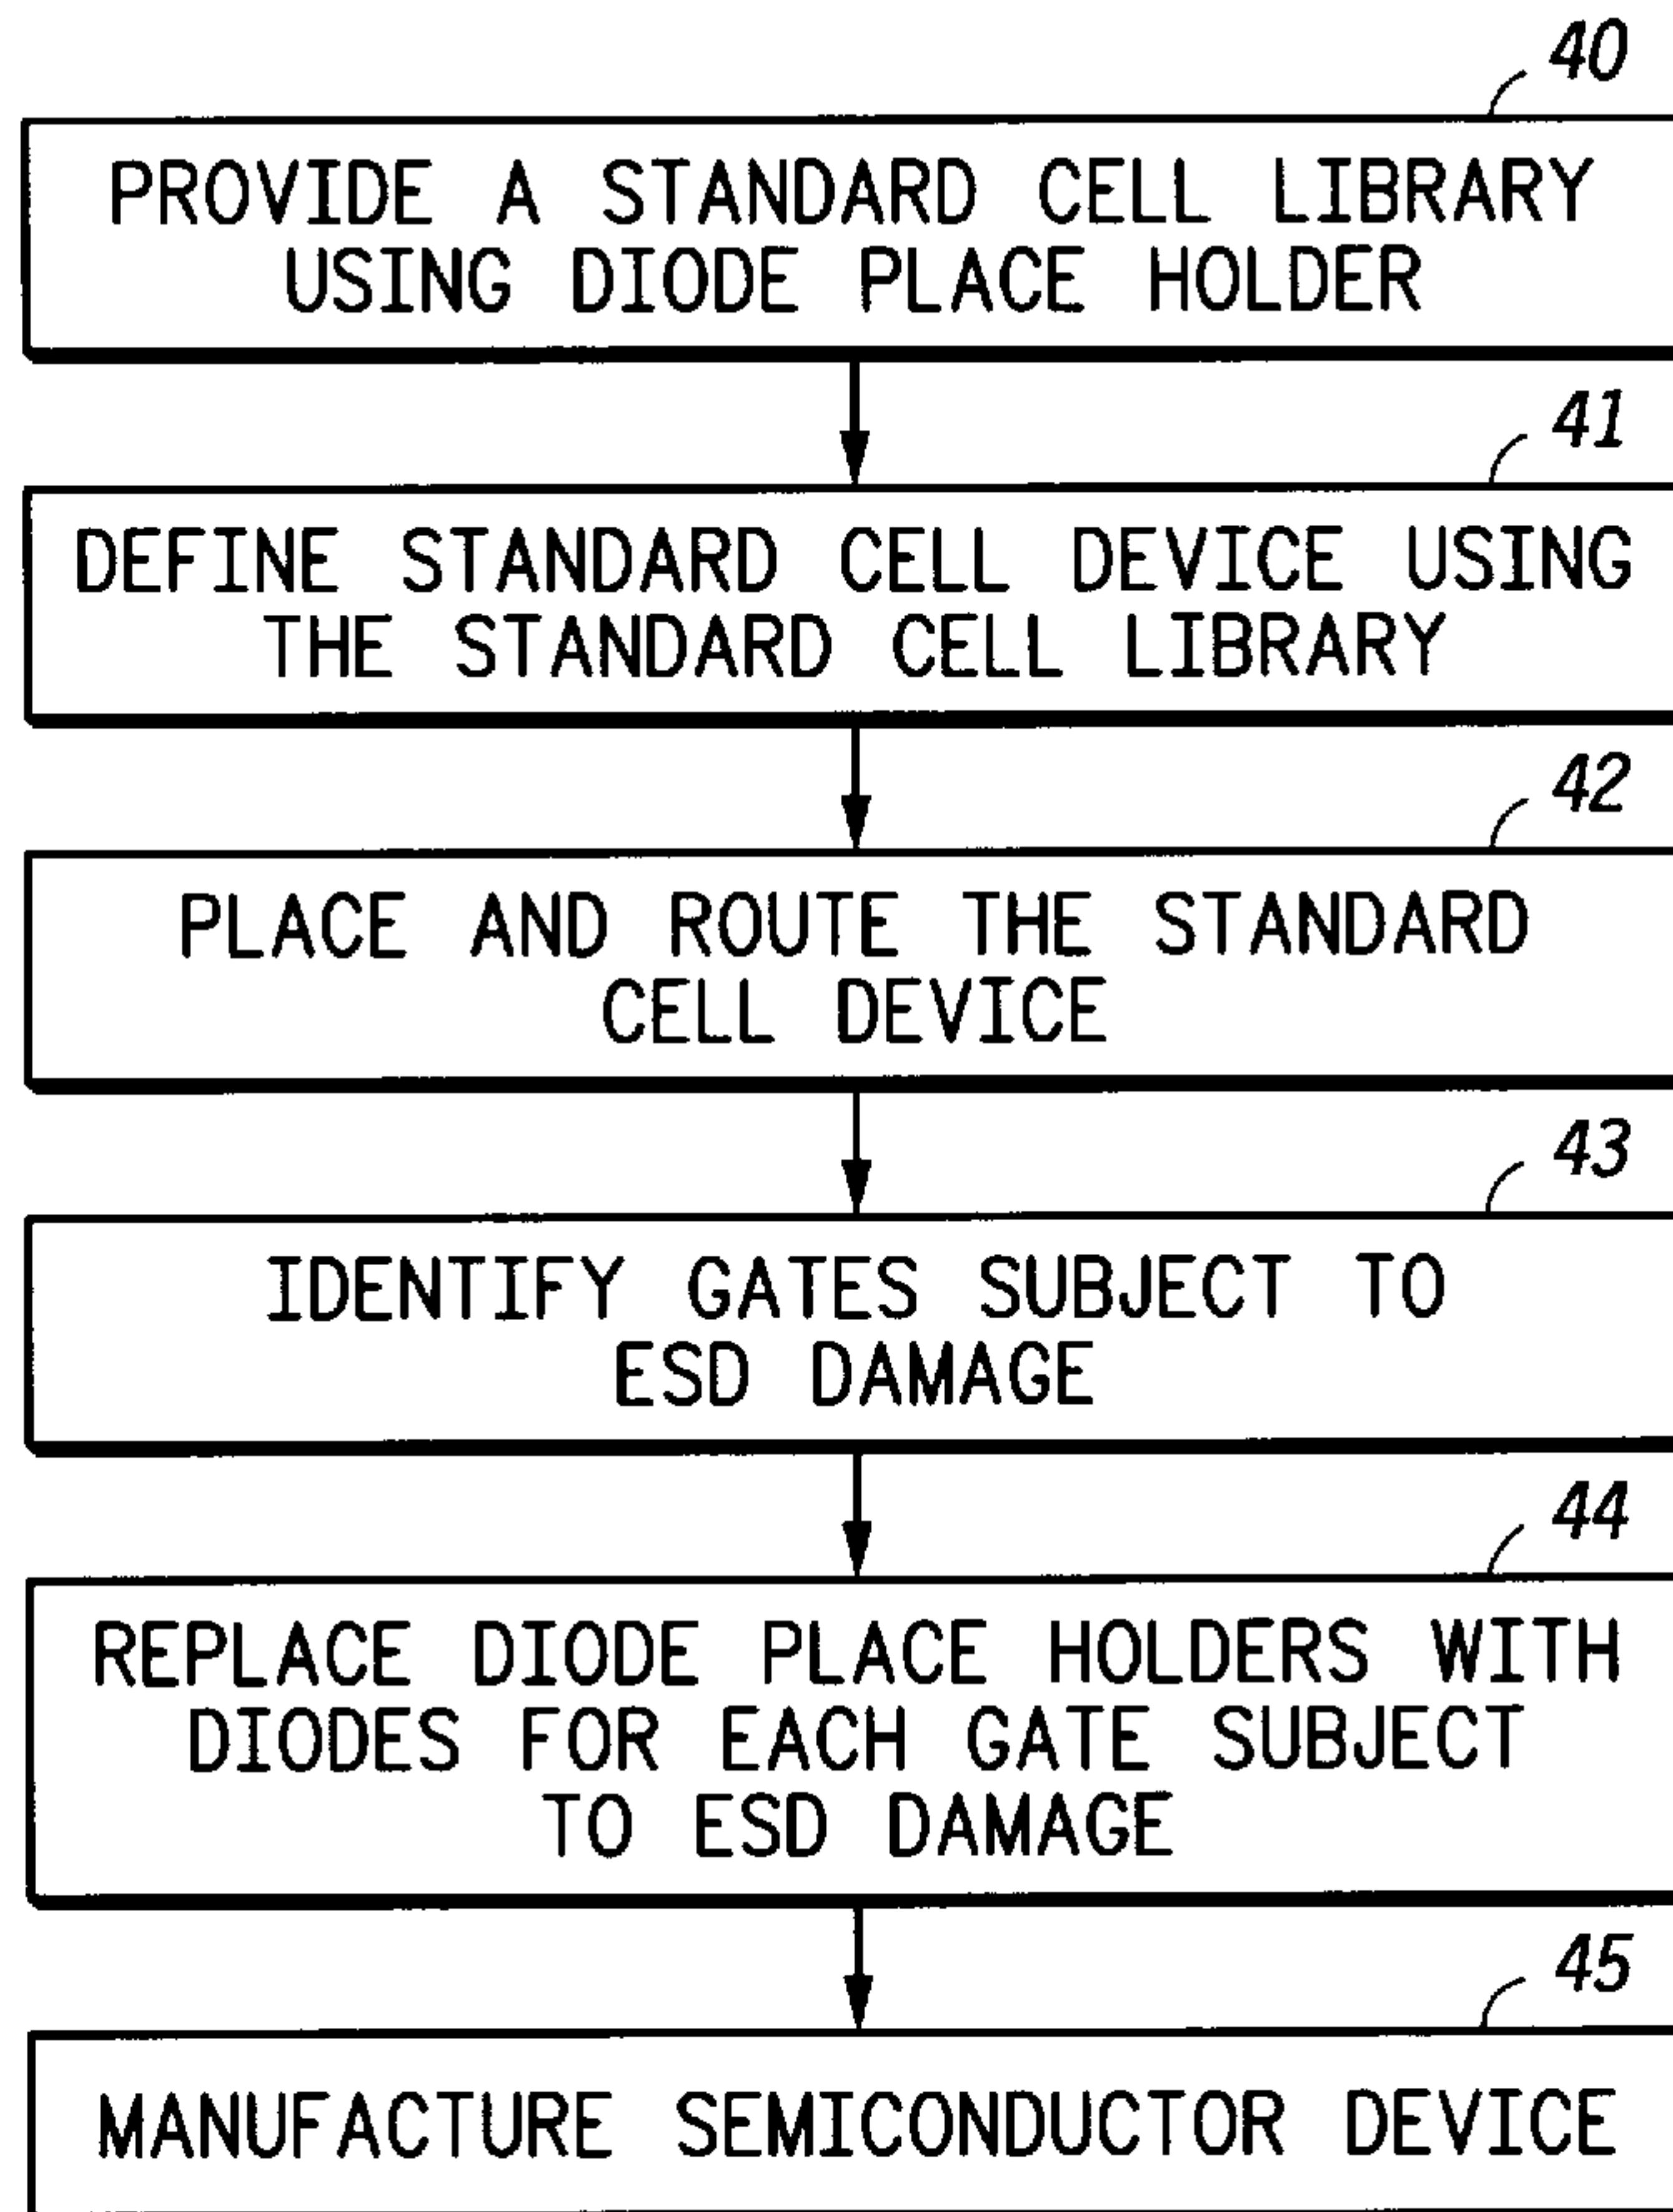 40
PROVIDE A STANDARD CELL LIBRARY
USING DIODE PLACE HOLDER
41
DEFINE STANDARD CELL DEVICE USING
THE STANDARD CELL LIBRARY
42
PLACE AND ROUTE THE STANDARD
CELL DEVICE
43
IDENTIFY GATES SUBJECT TO
ESD DAMAGE
44
REPLACE DIODE PLACE HOLDERS WITH
DIODES FOR EACH GATE SUBJECT
TO ESD DAMAGE
45
MANUFACTURE SEMICONDUCTOR DEVICE